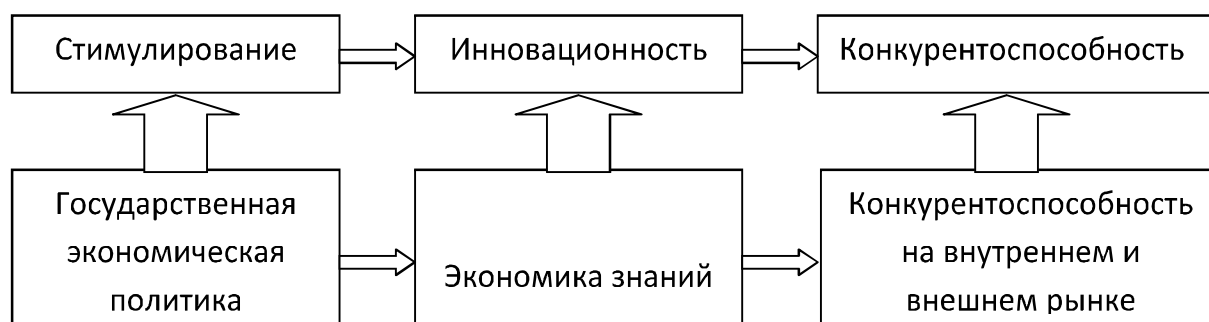 Стимулирование
Инновационность
Конкурентоспособность
Государственная
экономическая
политика
Экономика знаний
Конкурентоспособность
на внутреннем и
внешнем рынке